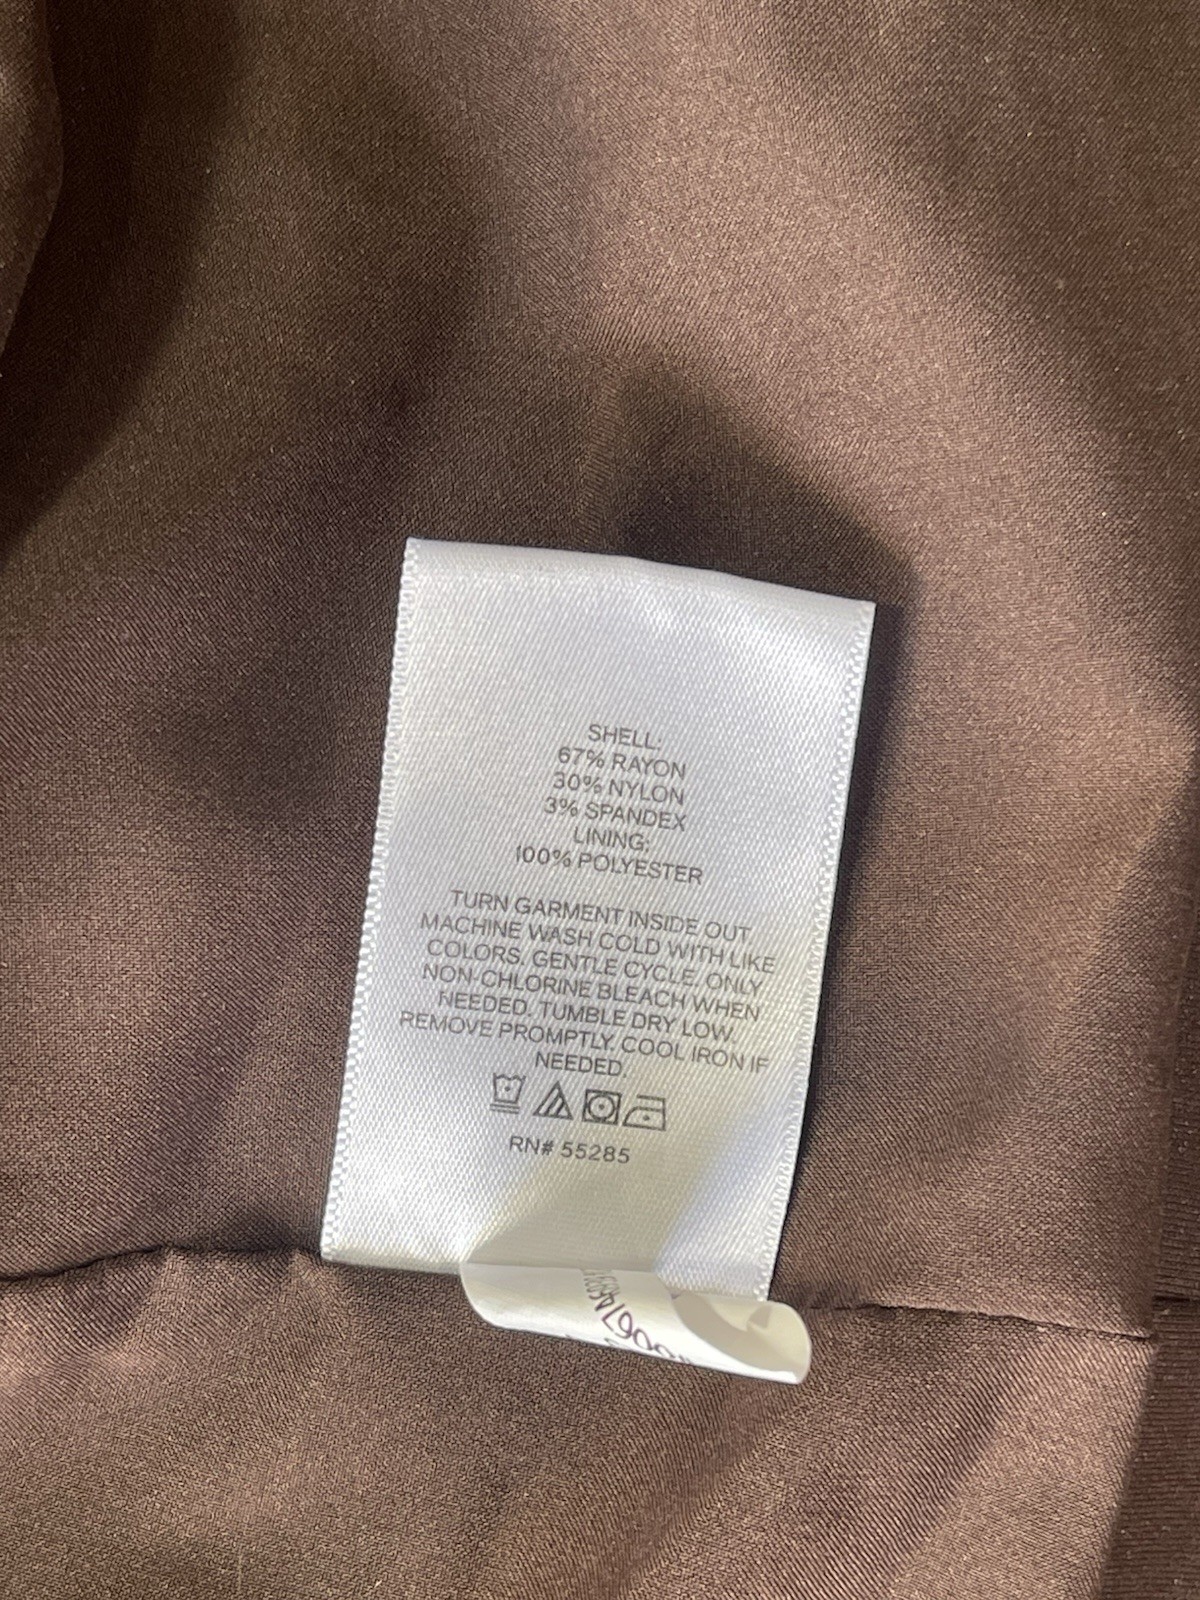 SHELL:
67% RAYON
30% NYLON
3% SPANDEX
LINING:
100% POLYESTER
TURN GARMENT INSIDE OUT.
MACHINE WASH COLD WITH LIKE
COLORS. GENTLE CYCLE. ONLY
NON-CHLORINE BLEACH WHEN
NEEDED. TUMBLE DRY LOW.
REMOVE PROMPTLY. COOL IRON IF
NEEDED.
RN# 55285